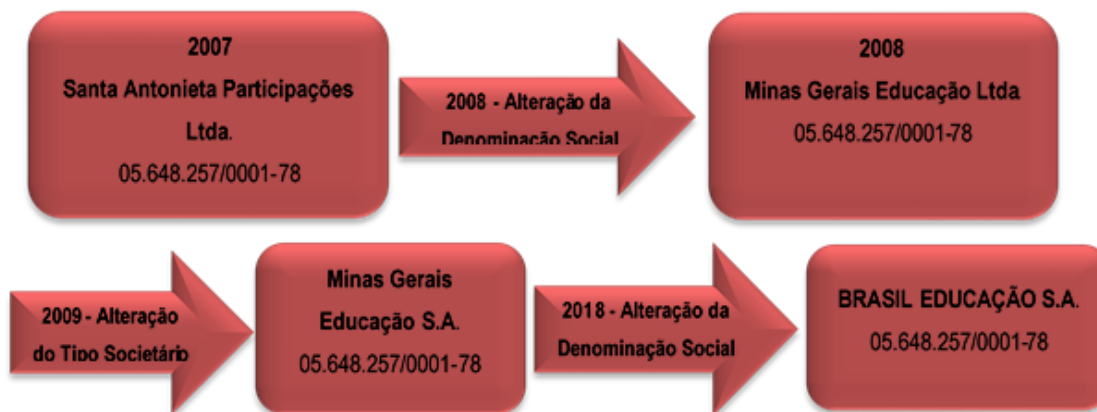 2007
Santa Antonieta Participações
Ltda.
05.648.257/0001-78
2008 - Alteração da
Denominação Social
2008
Minas Gerais Educação Ltda
05.648.257/0001-78
2009 - Alteração
do Tipo Societário
Minas Gerais
Educação S.A.
05.648.257/0001-78
2018 - Alteração da
Denominação Social
BRASIL EDUCAÇÃO S.A.
05.648.257/0001-78